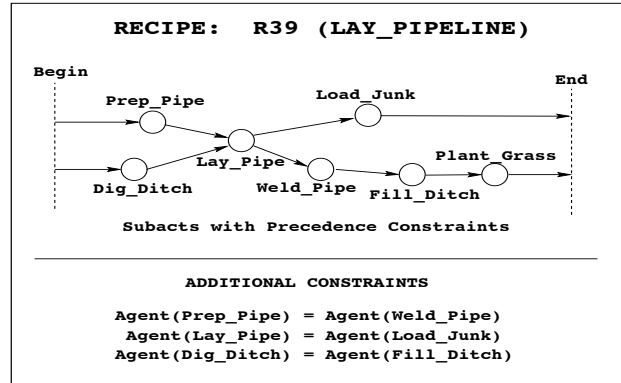 RECIPE: R39 (LAY_PIPELINE)
Begin
End
Prep_Pipe
Load_Junk
Lay_Pipe
Plant_Grass
Dig_Ditch
Weld_Pipe
Fill_Ditch
Subacts with Precedence Constraints
ADDITIONAL CONSTRAINTS
Agent(Prep_Pipe) = Agent(Weld_Pipe)
Agent(Lay_Pipe) = Agent(Load_Junk)
Agent(Dig_Ditch) = Agent(Fill_Ditch)